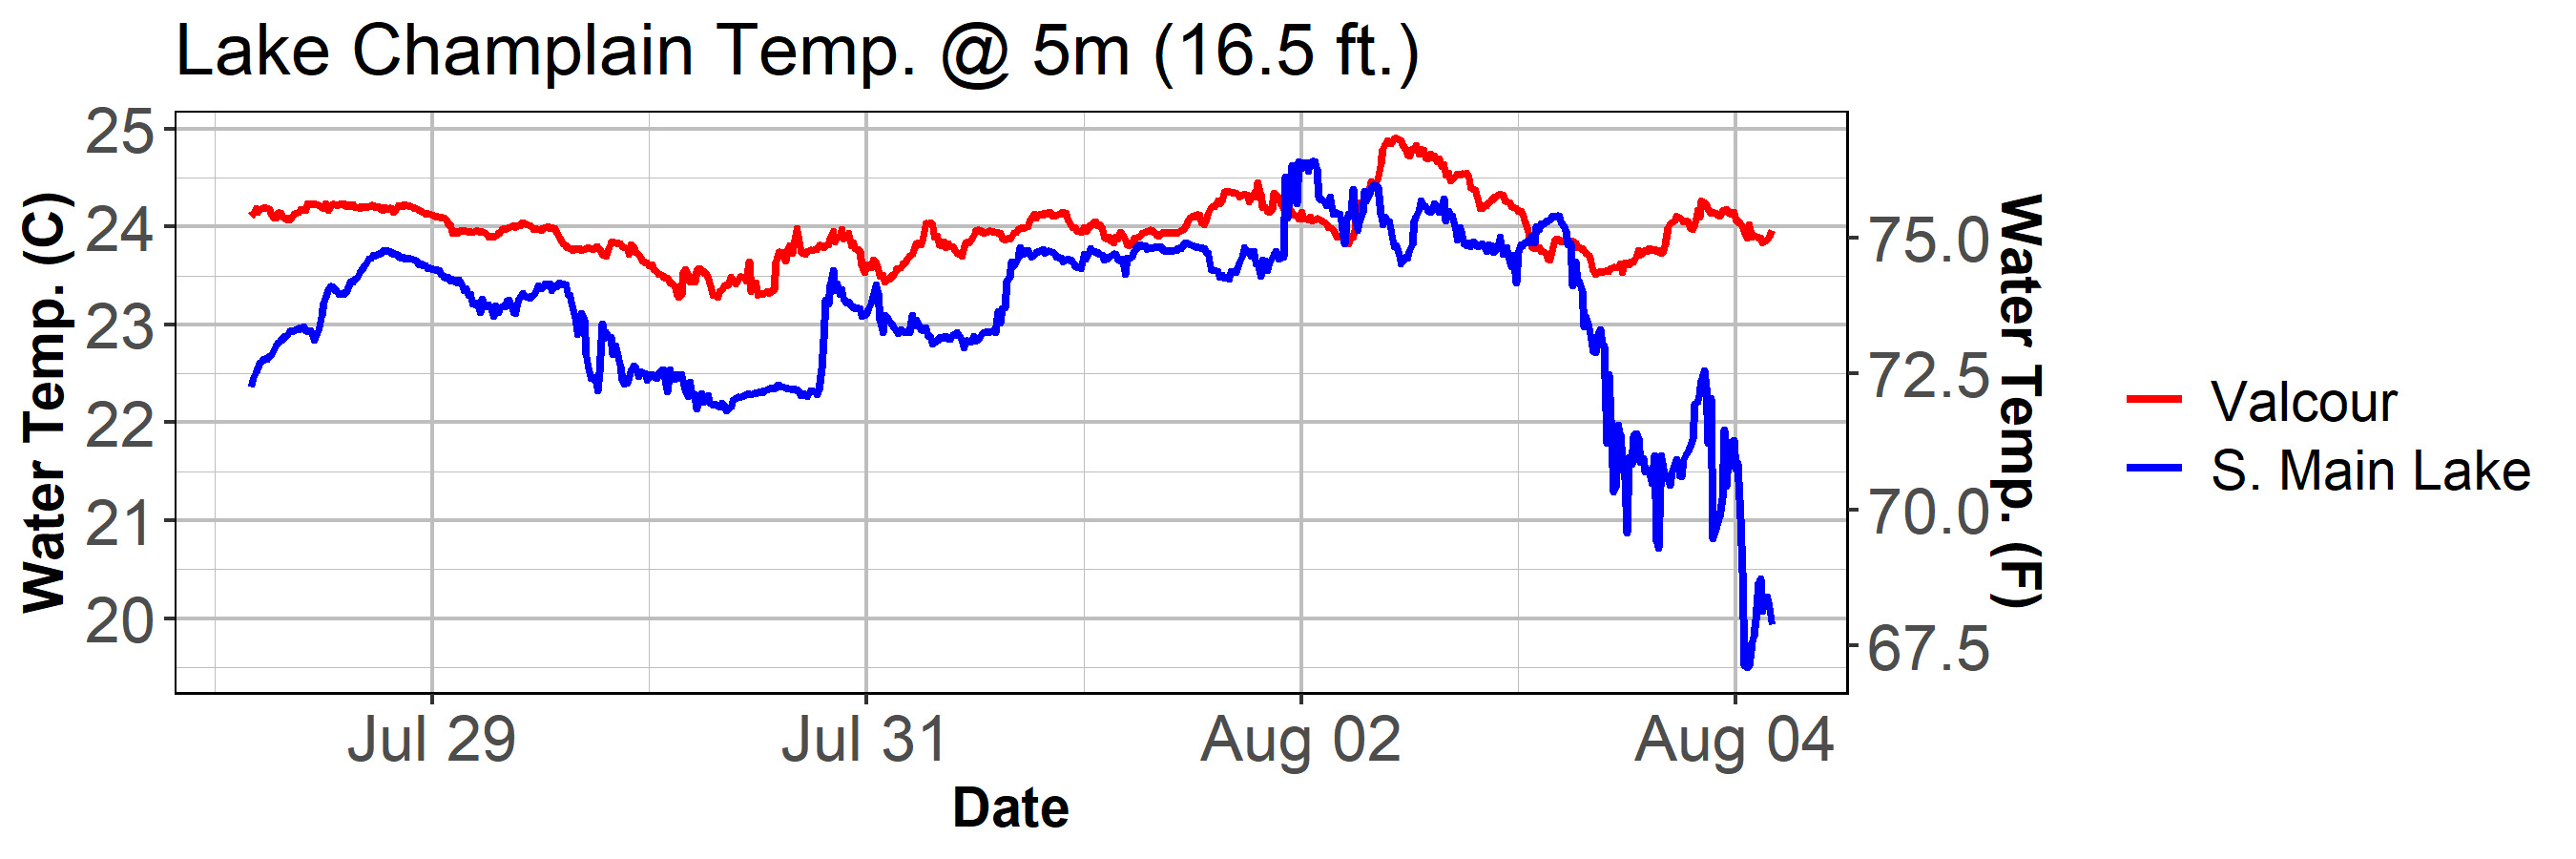 Lake Champlain Temp. @ 5m (16.5 ft.)
Water Temp. (C)
25
24
23
22
21
20
75.0
72.5
70.0
67.5
Water Temp. (F)
Jul 29
Jul 31
Aug 02
Aug 04
Date
Valcour
S. Main Lake